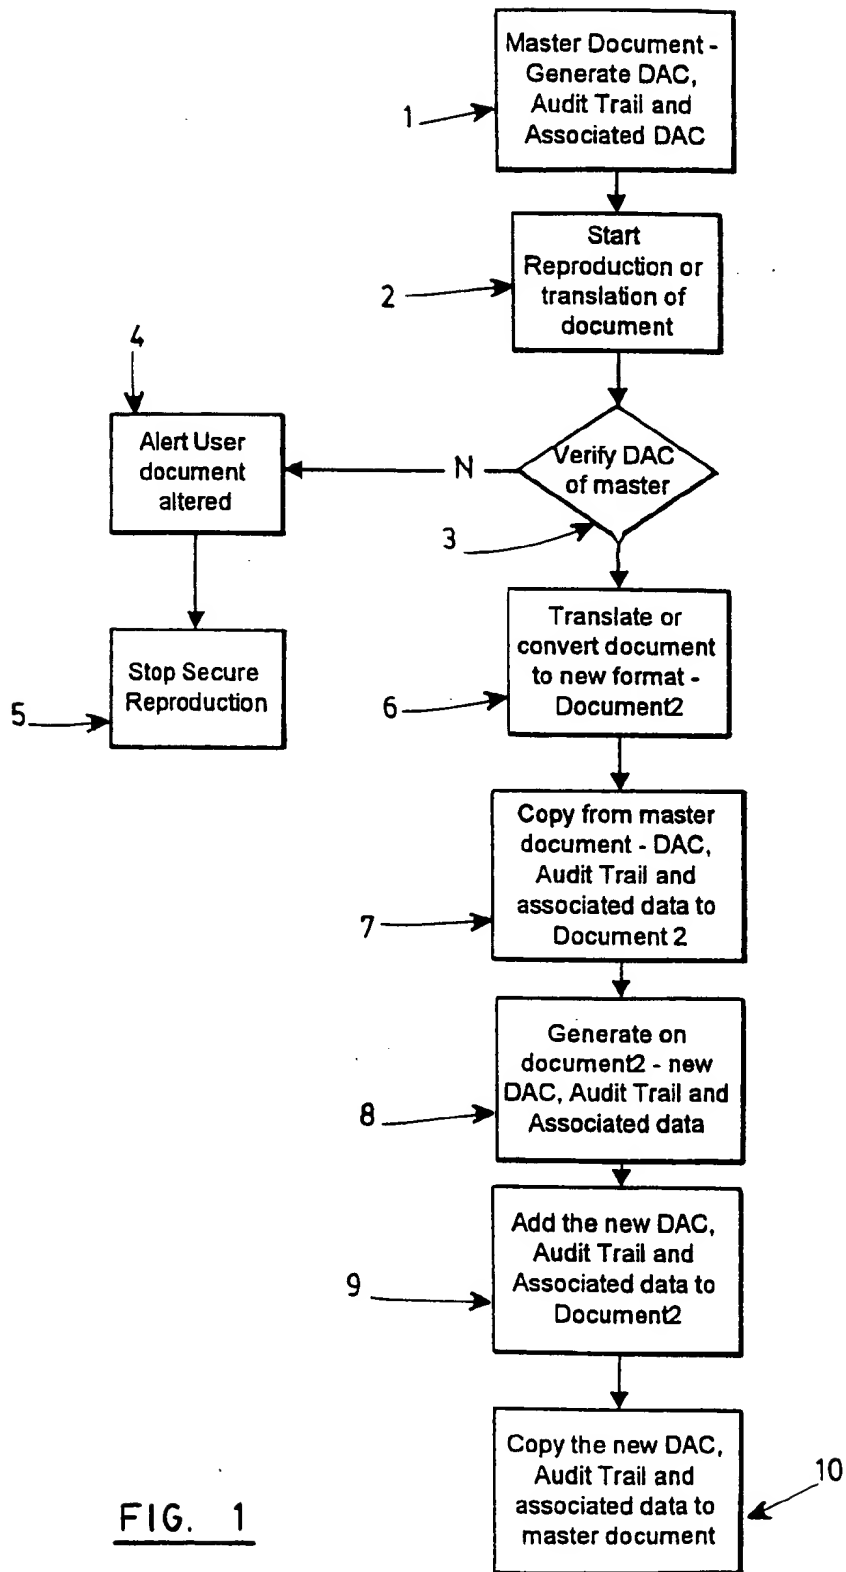 Master Document -
Generate DAC,
Audit Trail and
Associated DAC
1
Start
Reproduction or
translation of
document
2
4
Alert User
document
altered
N
Verify DAC
of master
3
Stop Secure
Reproduction
5
Translate or
convert document
to new format -
Document2
6
Copy from master
document - DAC,
Audit Trail and
associated data to
Document 2
7
Generate on
document2 - new
DAC, Audit Trail and
Associated data
8
Add the new DAC,
Audit Trail and
Associated data to
Document2
9
Copy the new DAC,
Audit Trail and
associated data to
master document
10
FIG. 1